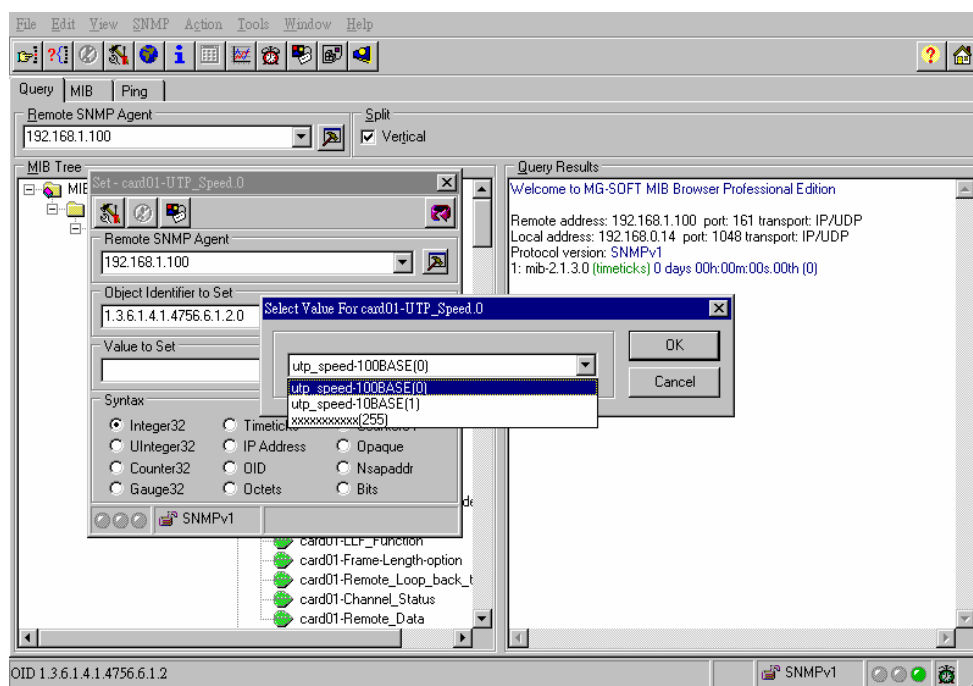 File Edit View SNMP Action Tools Window Help
Query MIB Ping
Remote SNMP Agent
192.168.1.100
Split
Vertical
MIB Tree
MIB
Set - card01-UTP_Speed.0
Remote SNMP Agent
192.168.1.100
Object Identifier to Set
1.3.6.1.4.1.4756.6.1.2.0
Value to Set
Syntax
Integer32
UInteger32 IP Address Opaque
Counter32 OID Nsapaddr
Gauge32 Octets Bits
SNMPv1
Select Value For card01-UTP_Speed.0
utp_speed-100BASE(0)
utp_speed-100BASE(0)
utp_speed-10BASE(1)
xxxxxxxxxxx(255)
OK
Cancel
card01-LLF_Function
card01-Frame-Length-option
card01-Remote_Loop_back_t
card01-Channel_Status
card01-Remote_Data
Query Results
Welcome to MG-SOFT MIB Browser Professional Edition
Remote address: 192.168.1.100 port: 161 transport: IP/UDP
Local address: 192.168.0.14 port: 1048 transport: IP/UDP
Protocol version: SNMPv1
1: mib-2.1.3.0 (timeticks) 0 days 00h:00m:00s.00th (0)
OID 1.3.6.1.4.1.4756.6.1.2
SNMPv1